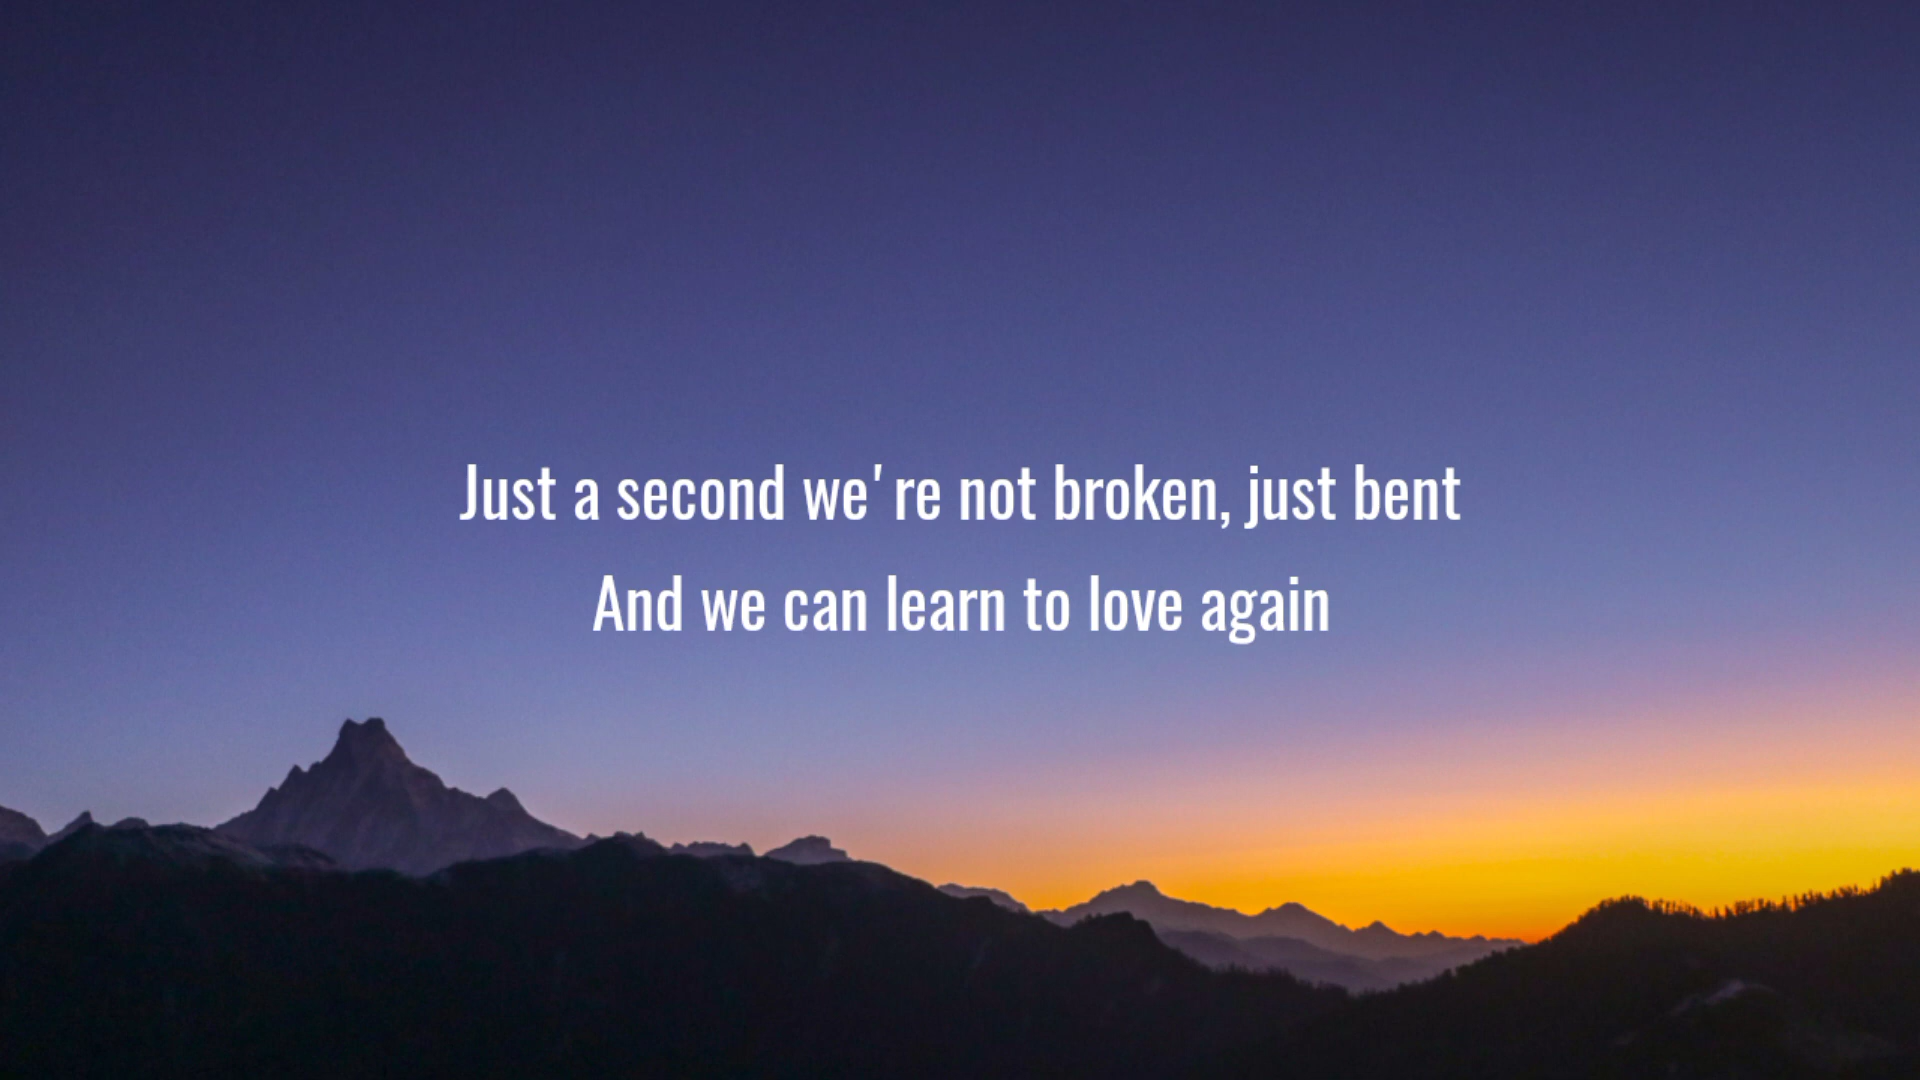 Just a second we're not broken, just bent
And we can learn to love again